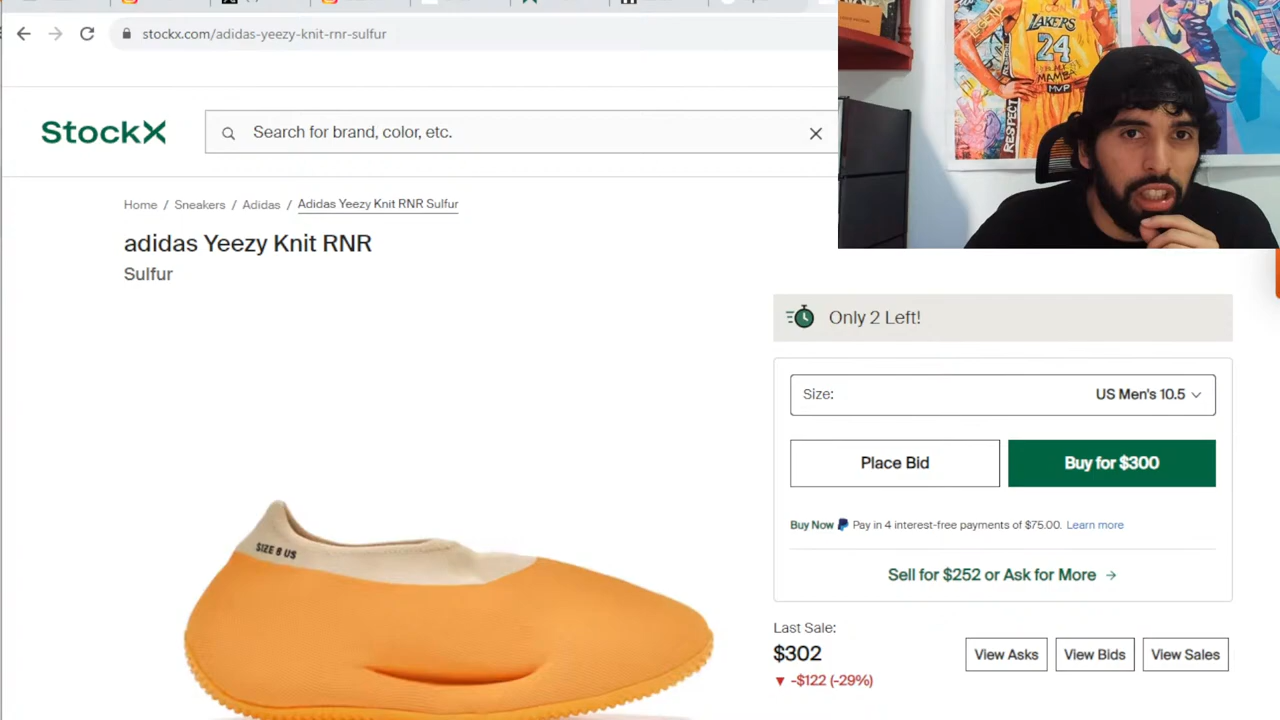 stockx.com/adidas-yeezy-knit-rnr-sulfur
StockX
Search for brand, color, etc.
Home / Sneakers / Adidas / Adidas Yeezy Knit RNR Sulfur
adidas Yeezy Knit RNR
Sulfur
Only 2 Left!
Size: US Men's 10.5
Place Bid
Buy for $300
Buy Now Pay in 4 interest-free payments of $75.00. Learn more
Sell for $252 or Ask for More →
Last Sale:
$302
▼ -$122 (-29%)
View Asks
View Bids
View Sales
SIZE 8 US
LAKERS
24
MAMBA
MVP
RESPECT